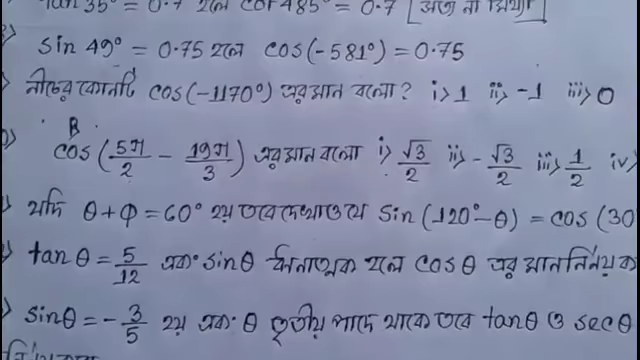 tan 35° = 0.7 হলে cot 485° = 0.7 [সত্য না মিথ্যা]
sin 49° = 0.75 হলে cos(-581°) = 0.75
নীচের কোনটি cos(-1170°) এর মান বলো? i> 1 ii> -1 iii> 0
B
cos(5π/2 - 19π/3) এর মান বলো i> √3/2 ii> -√3/2 iii> 1/2 iv>
যদি θ + φ = 60° হয় তবে দেখাও যে sin(120° - θ) = cos(30
tan θ = 5/12 এবং sin θ ঋনাত্মক হলে cos θ এর মান নির্নয় ক
sin θ = -3/5 হয় এবং θ তৃতীয় পাদে থাকে তবে tan θ ও sec θ